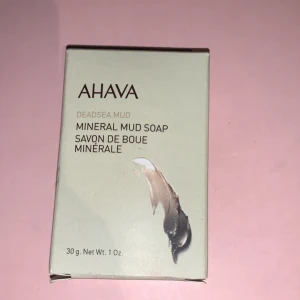 AHAVA
DEADSEA MUD
MINERAL MUD SOAP
SAVON DE BOUE
MINÉRALE
30 g. Net Wt. 1 Oz.